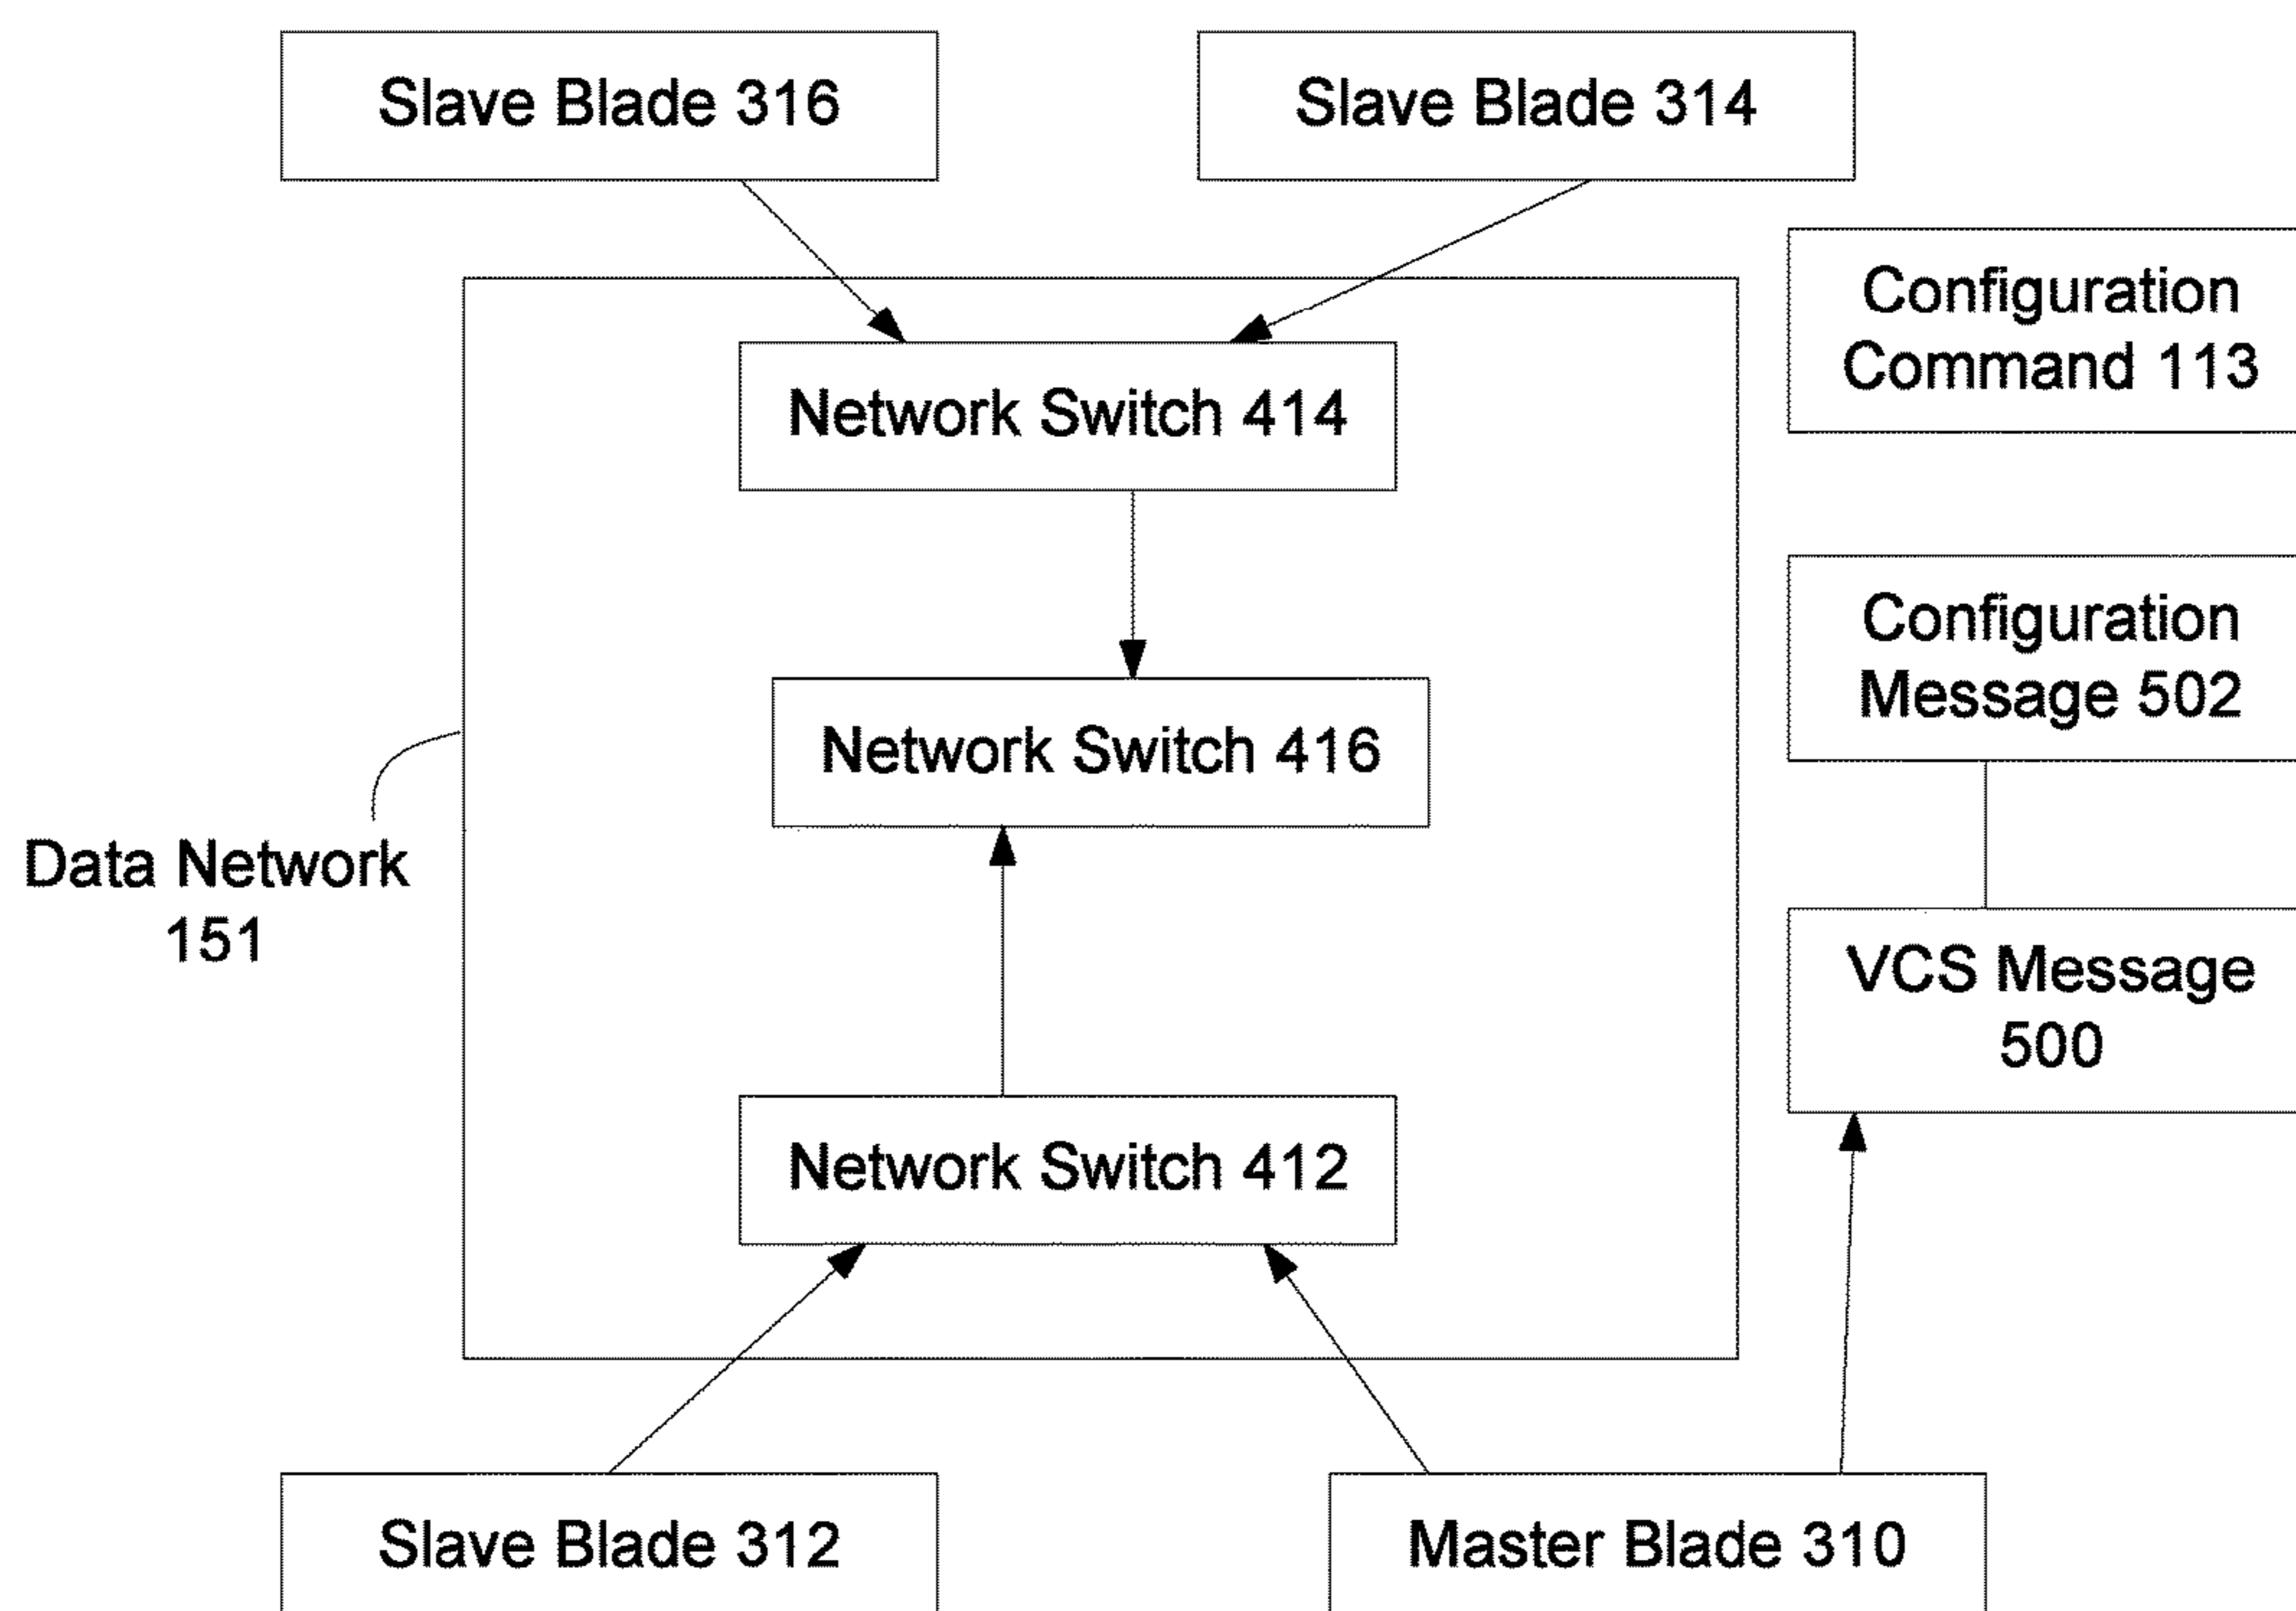 Slave Blade 316
Slave Blade 314
Configuration
Command 113
Network Switch 414
Configuration
Message 502
Network Switch 416
Data Network
151
VCS Message
500
Network Switch 412
Slave Blade 312
Master Blade 310